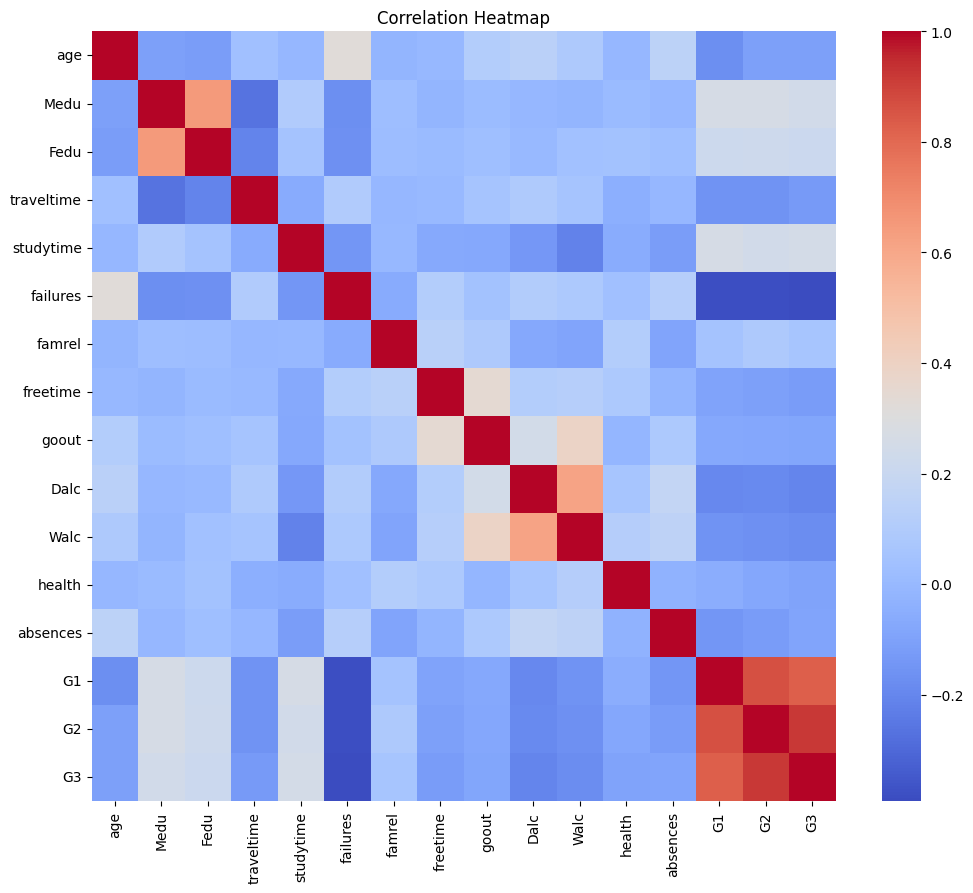 Correlation Heatmap
age
Medu
Fedu
traveltime
studytime
failures
famrel
freetime
goout
Dalc
Walc
health
absences
G1
G2
G3
age
Medu
Fedu
traveltime
studytime
failures
famrel
freetime
goout
Dalc
Walc
health
absences
G1
G2
G3
1.0
0.8
0.6
0.4
0.2
0.0
−0.2